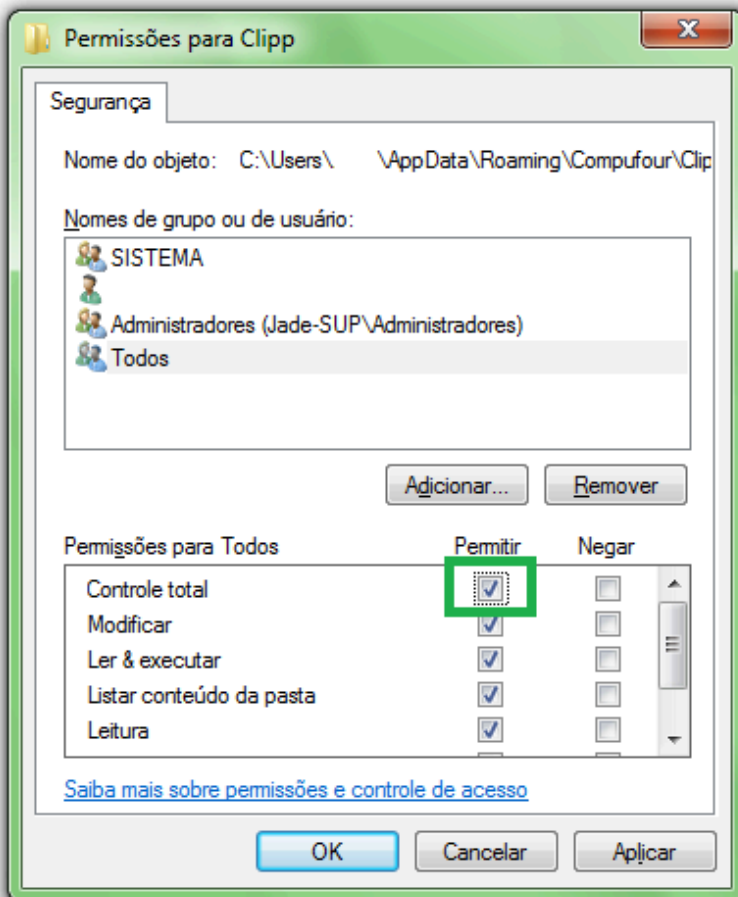 Permissões para Clipp
Segurança
Nome do objeto: C:\Users\ \AppData\Roaming\Compufour\Clip
Nomes de grupo ou de usuário:
SISTEMA
Administradores (Jade-SUP\Administradores)
Todos
Adicionar... Remover
Permissões para Todos Permitir Negar
Controle total
Modificar
Ler & executar
Listar conteúdo da pasta
Leitura
Saiba mais sobre permissões e controle de acesso
OK Cancelar Aplicar